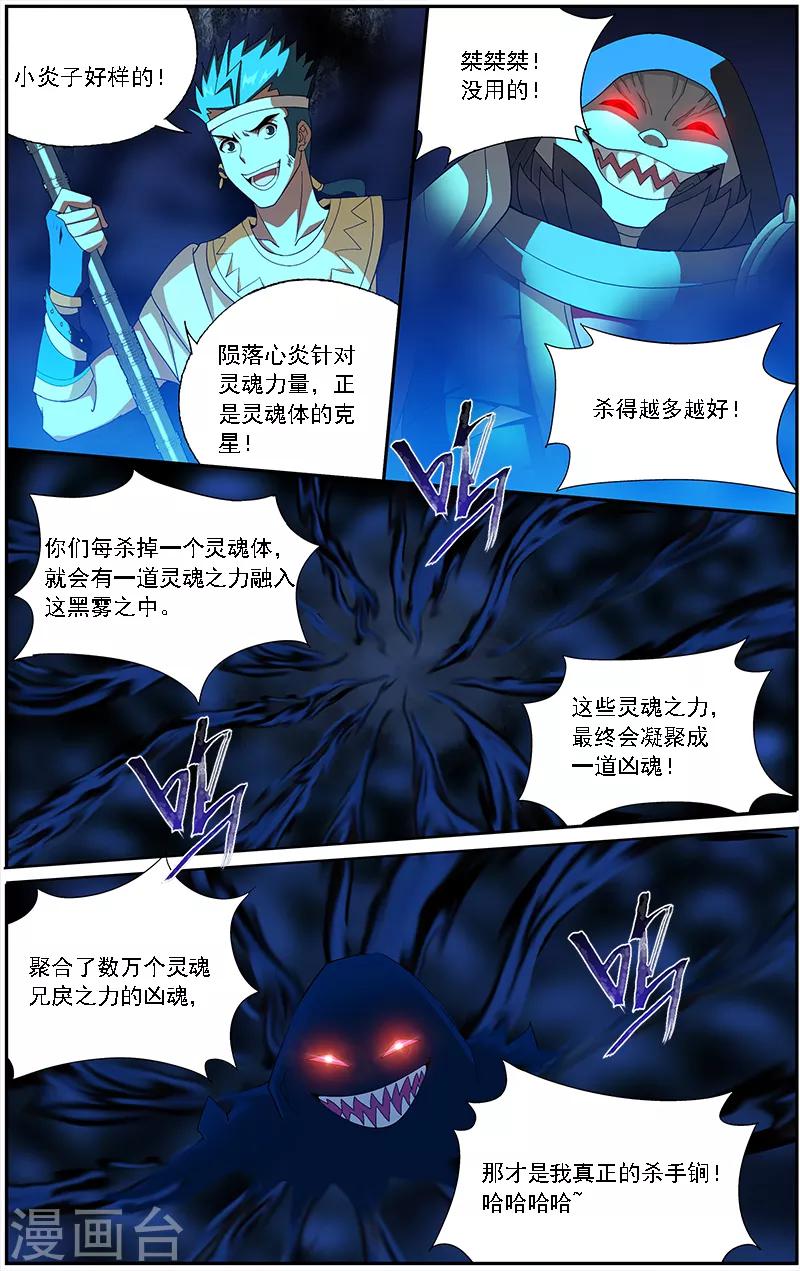 小炎子好样的!
陨落心炎针对
灵魂力量，正
是灵魂体的克
星!
桀桀桀!
没用的!
杀得越多越好!
你们每杀掉一个灵魂体，
就会有一道灵魂之力融入
这黑雾之中。
这些灵魂之力，
最终会凝聚成
一道凶魂!
聚合了数万个灵魂
兄戾之力的凶魂，
那才是我真正的杀手锏!
哈哈哈哈~
漫画台